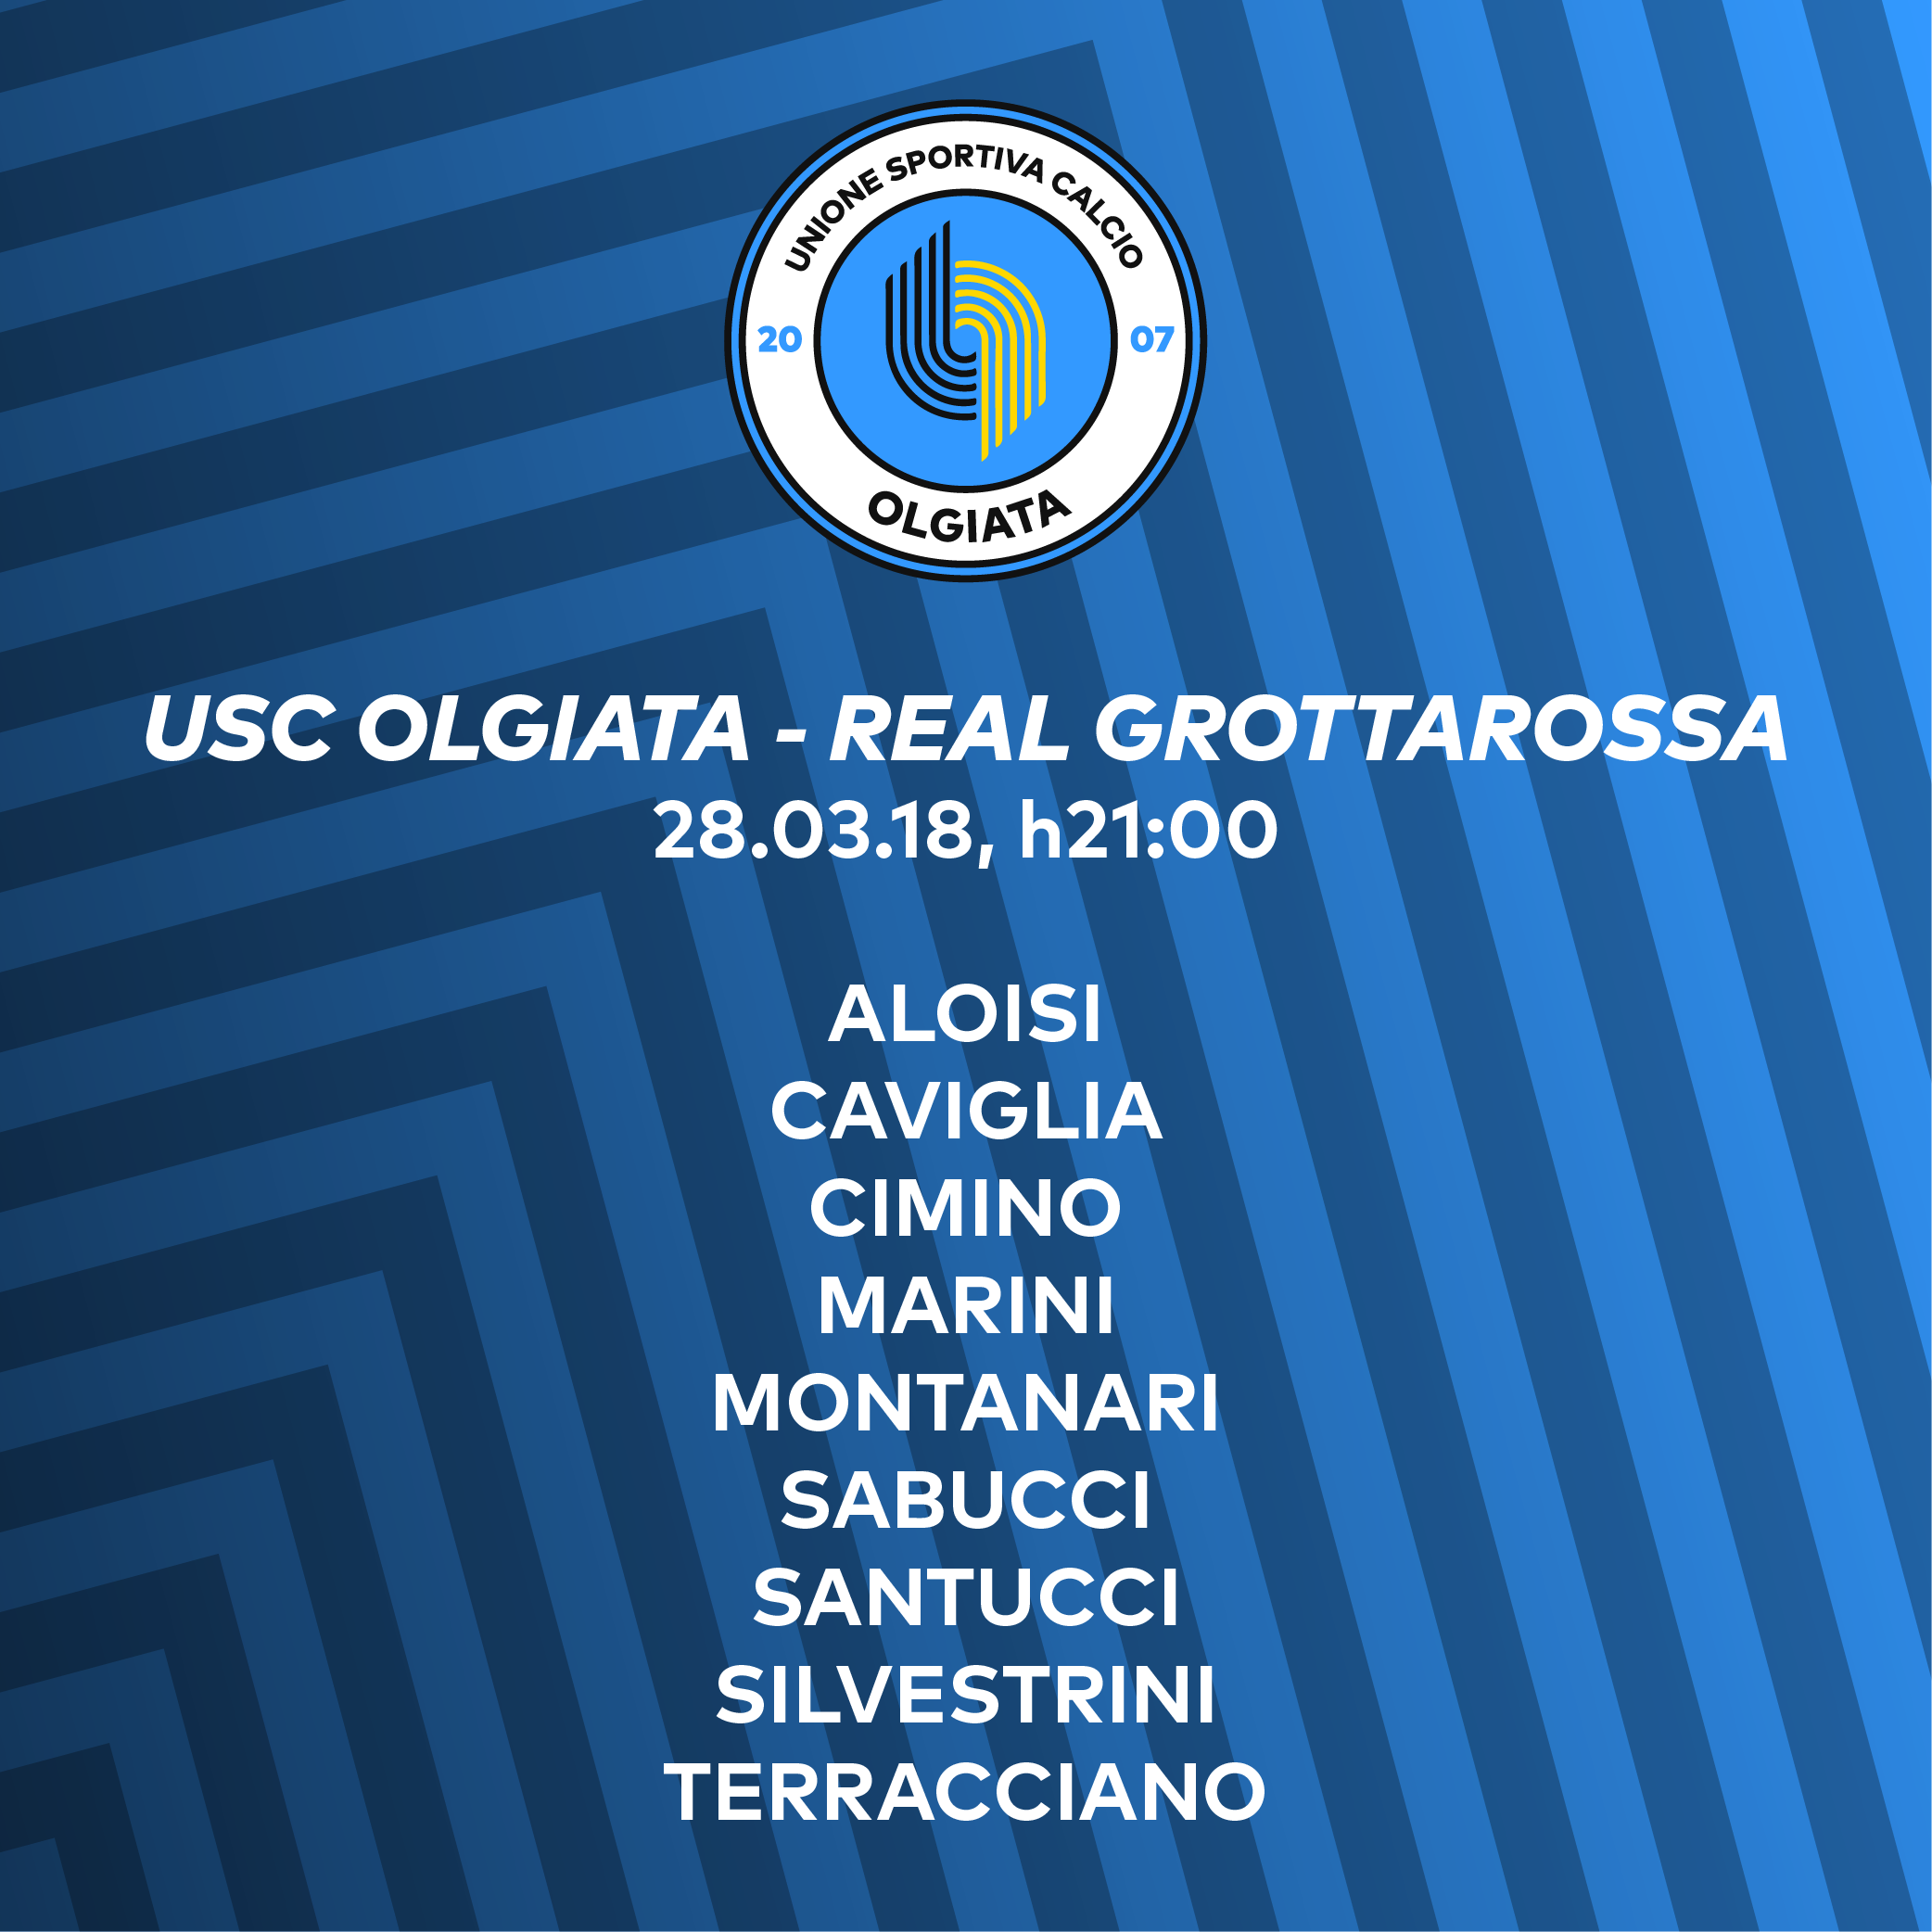 UNIONE SPORTIVA CALCIO
20 07
OLGIATA
USC OLGIATA - REAL GROTTAROSSA
28.03.18, h21:00
ALOISI
CAVIGLIA
CIMINO
MARINI
MONTANARI
SABUCCI
SANTUCCI
SILVESTRINI
TERRACCIANO